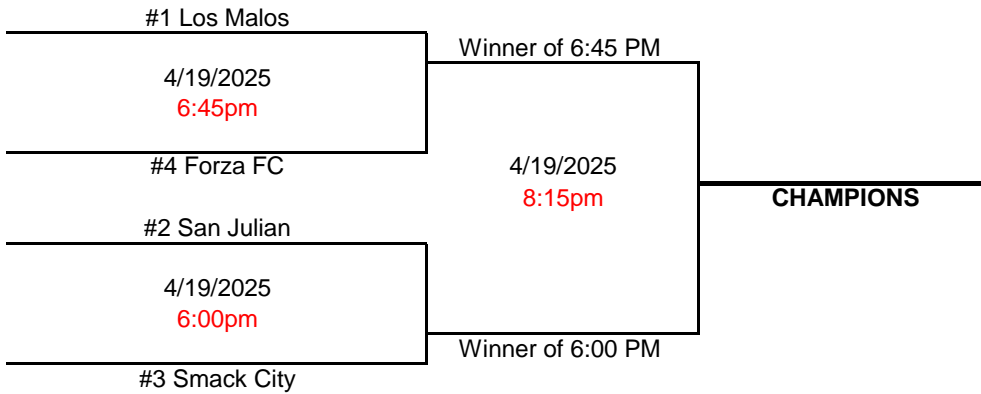 #1 Los Malos
Winner of 6:45 PM
4/19/2025
6:45pm
#4 Forza FC
4/19/2025
8:15pm
CHAMPIONS
#2 San Julian
4/19/2025
6:00pm
Winner of 6:00 PM
#3 Smack City